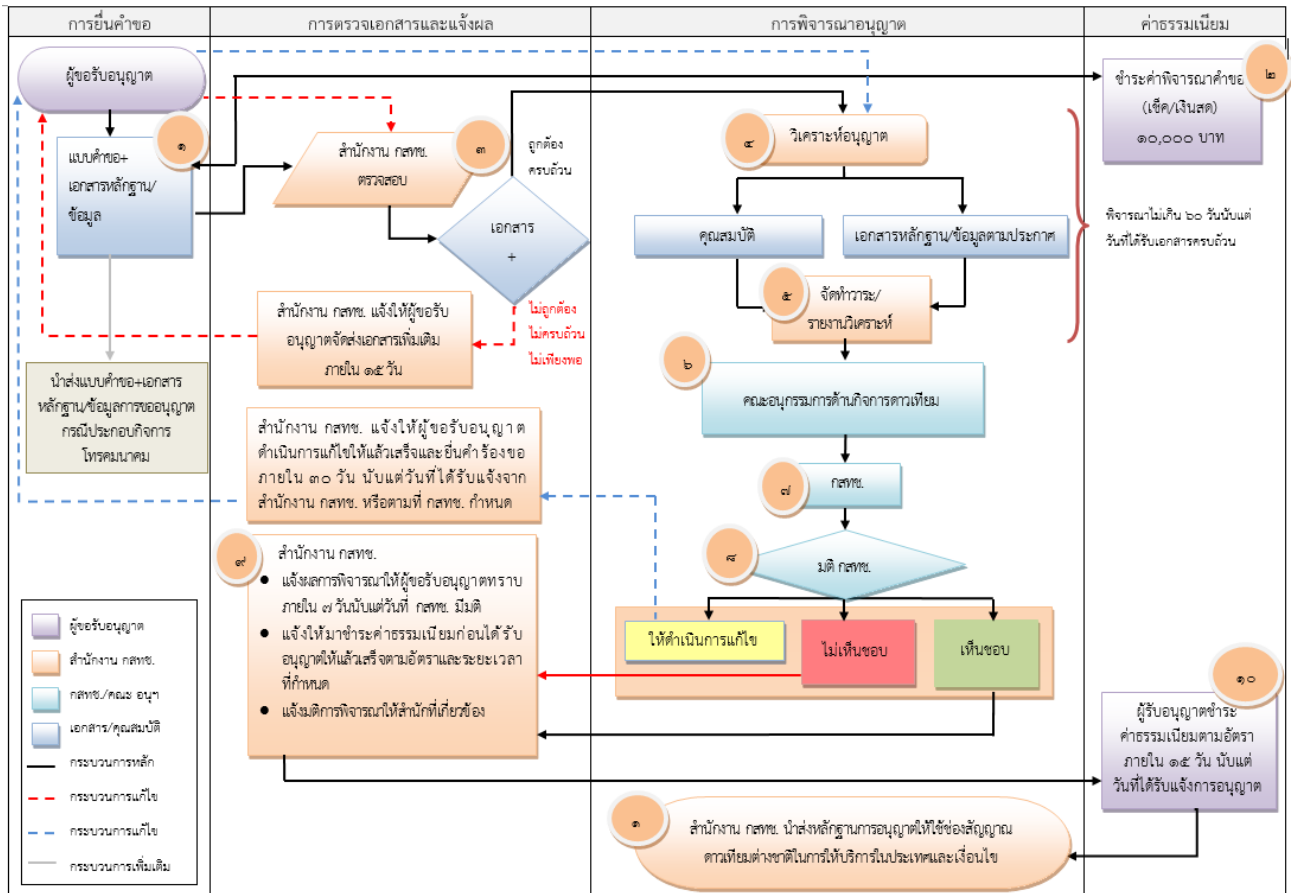 การยื่นคำขอ
การตรวจเอกสารและแจ้งผล
การพิจารณาอนุญาต
ค่าธรรมเนียม
ผู้ขอรับอนุญาต
๑
แบบคำขอ+
เอกสารหลักฐาน/
ข้อมูล
นำส่งแบบคำขอ+เอกสาร
หลักฐาน/ข้อมูลการขออนุญาต
กรณีประกอบกิจการ
โทรคมนาคม
๓
สำนักงาน กสทช.
ตรวจสอบ
ถูกต้อง
ครบถ้วน
เอกสาร
+
ไม่ถูกต้อง
ไม่ครบถ้วน
ไม่เพียงพอ
สำนักงาน กสทช. แจ้งให้ผู้ขอรับ
อนุญาตจัดส่งเอกสารเพิ่มเติม
ภายใน ๑๕ วัน
สำนักงาน กสทช. แจ้งให้ผู้ขอรับอนุญาต
ดำเนินการแก้ไขให้แล้วเสร็จและยื่นคำร้องขอ
ภายใน ๓๐ วัน นับแต่วันที่ได้รับแจ้งจาก
สำนักงาน กสทช. หรือตามที่ กสทช. กำหนด
๙
สำนักงาน กสทช.
● แจ้งผลการพิจารณาให้ผู้ขอรับอนุญาตทราบ
ภายใน ๗ วันนับแต่วันที่ กสทช. มีมติ
● แจ้งให้มาชำระค่าธรรมเนียมก่อนได้รับ
อนุญาตให้แล้วเสร็จตามอัตราและระยะเวลา
ที่กำหนด
● แจ้งมติการพิจารณาให้สำนักที่เกี่ยวข้อง
๔
วิเคราะห์อนุญาต
คุณสมบัติ
เอกสารหลักฐาน/ข้อมูลตามประกาศ
๕
จัดทำวาระ/
รายงานวิเคราะห์
๖
คณะอนุกรรมการด้านกิจการดาวเทียม
๗
กสทช.
๘
มติ กสทช.
ให้ดำเนินการแก้ไข
ไม่เห็นชอบ
เห็นชอบ
๒
ชำระค่าพิจารณาคำขอ
(เช็ค/เงินสด)
๑๐,๐๐๐ บาท
พิจารณาไม่เกิน ๖๐ วันนับแต่
วันที่ได้รับเอกสารครบถ้วน
๑๐
ผู้รับอนุญาตชำระ
ค่าธรรมเนียมตามอัตรา
ภายใน ๑๕ วัน นับแต่
วันที่ได้รับแจ้งการอนุญาต
๑
สำนักงาน กสทช. นำส่งหลักฐานการอนุญาตให้ใช้ช่องสัญญาณ
ดาวเทียมต่างชาติในการให้บริการในประเทศและเงื่อนไข
ผู้ขอรับอนุญาต
สำนักงาน กสทช.
กสทช./คณะ อนุฯ
เอกสาร/คุณสมบัติ
กระบวนการหลัก
กระบวนการแก้ไข
กระบวนการแก้ไข
กระบวนการเพิ่มเติม